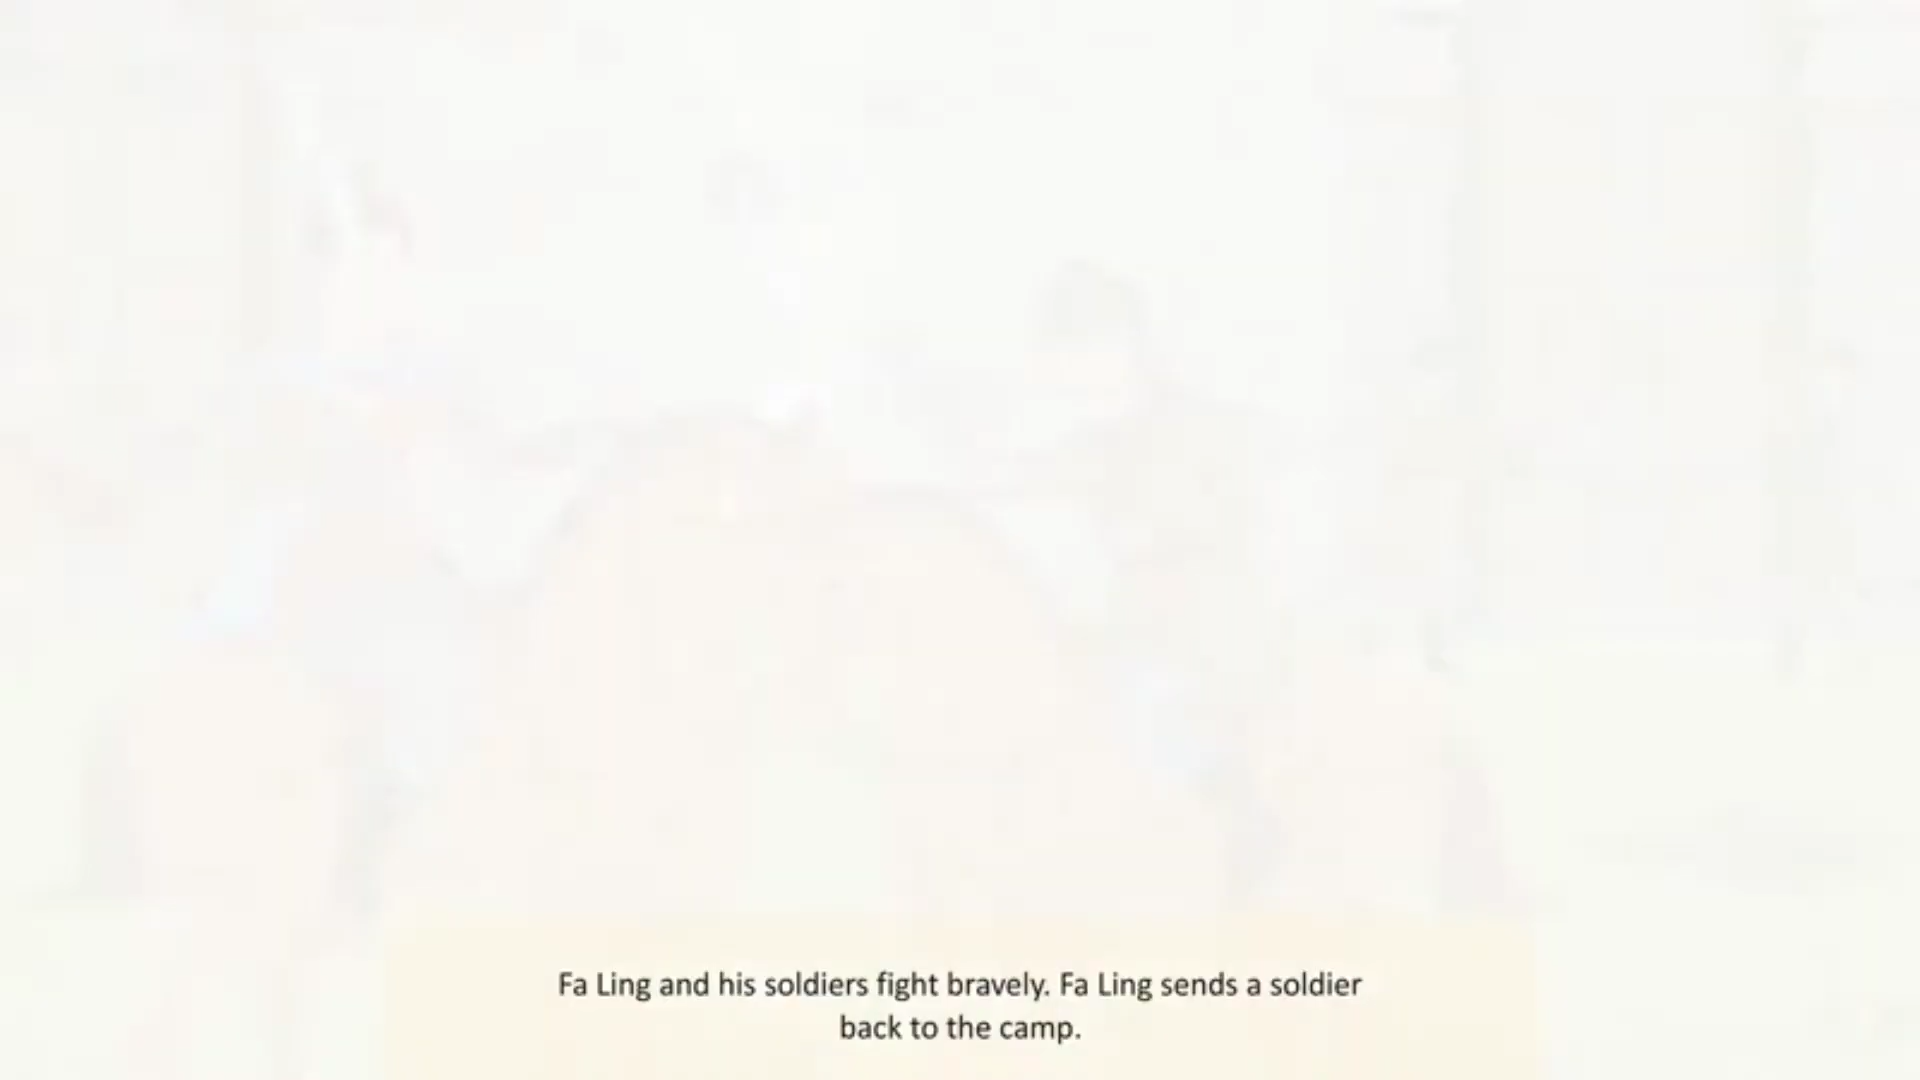 Fa Ling and his soldiers fight bravely. Fa Ling sends a soldier
back to the camp.